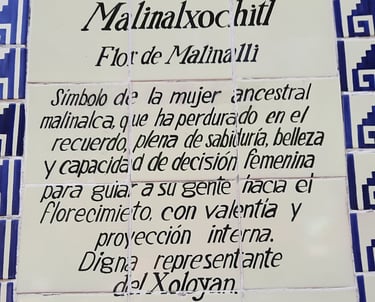 Malinalxochitl
Flor de Malinalli
Símbolo de la mujer ancestral
malinalca, que ha perdurado en el
recuerdo, plena de sabiduría, belleza
y capacidad de decisión femenina
para guiar a su gente hacia el
florecimieto, con valentía y
proyección interna.
Digna representante
del Xoloyan.